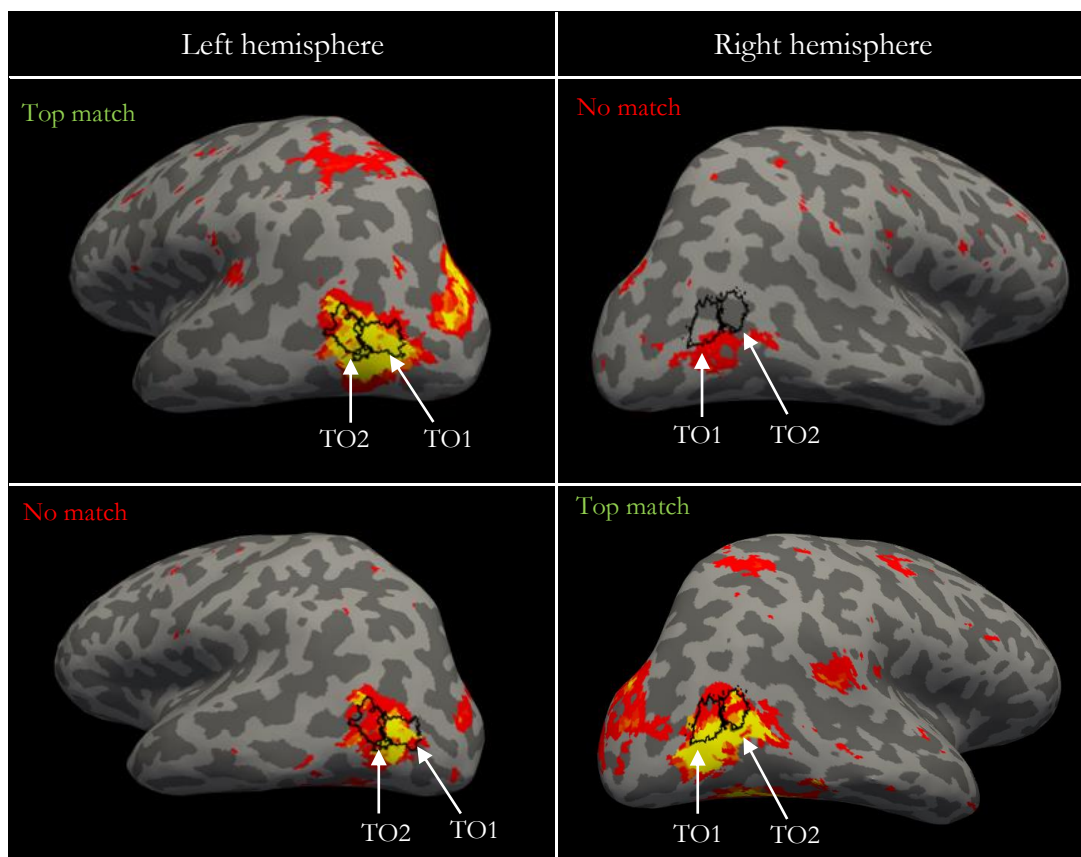 Left hemisphere
Right hemisphere
Top match
No match
TO2
TO1
TO1
TO2
No match
Top match
TO2
TO1
TO1
TO2